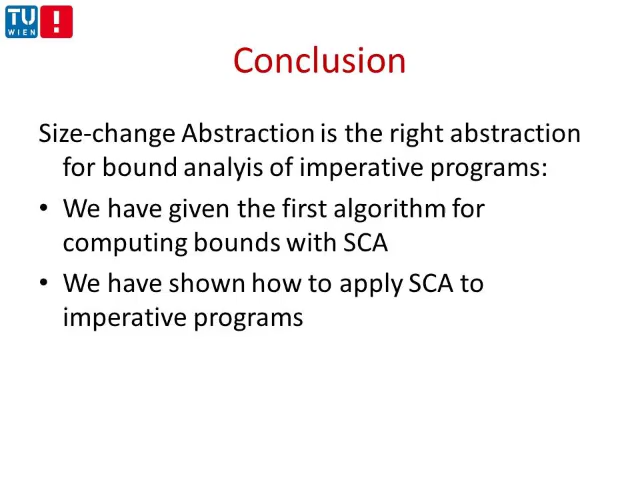 TU
WIEN
!
Conclusion
Size-change Abstraction is the right abstraction
for bound analyis of imperative programs:
• We have given the first algorithm for
computing bounds with SCA
• We have shown how to apply SCA to
imperative programs